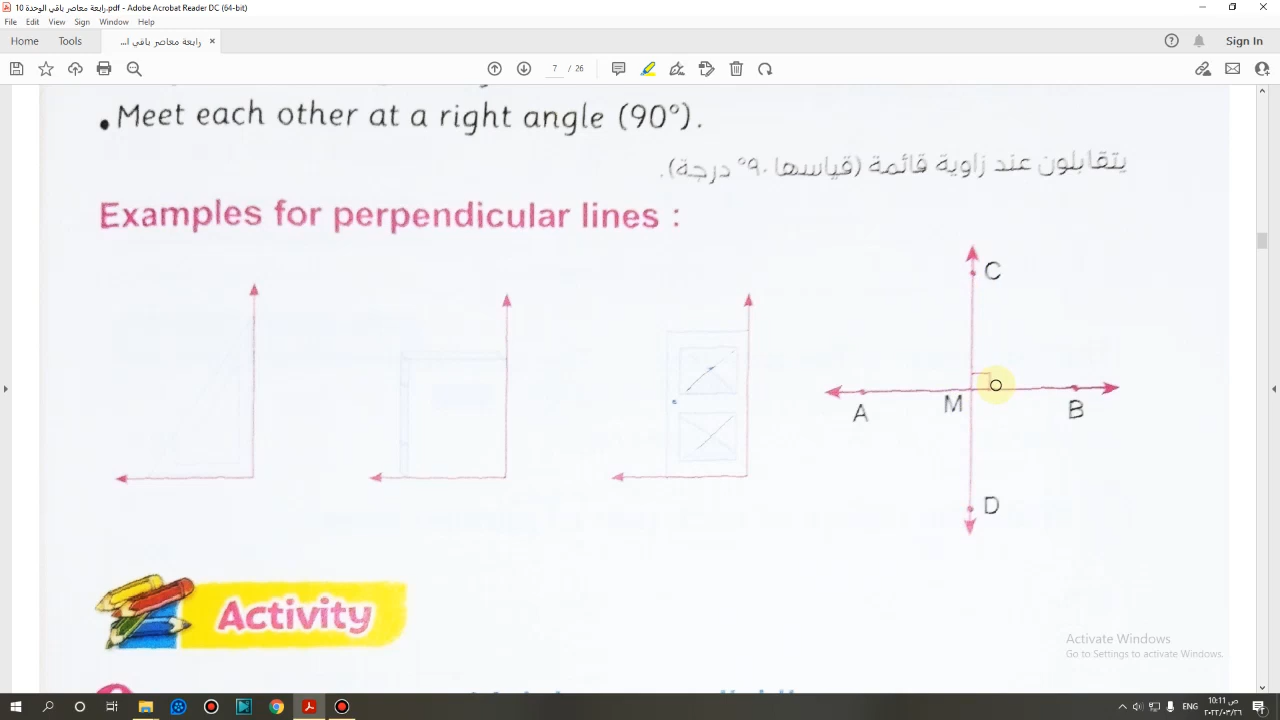 رابعة معاصر باقي الوحدة 10.pdf - Adobe Acrobat Reader DC (64-bit)
File Edit View Sign Window Help
Home Tools رابعة معاصر باقي ا... × Sign In
7 / 26
• Meet each other at a right angle (90°).
يتقابلون عند زاوية قائمة (قياسها ٩٠° درجة).
Examples for perpendicular lines :
C
A M B
D
Activity
Activate Windows
Go to Settings to activate Windows.
ENG 10:11 ص